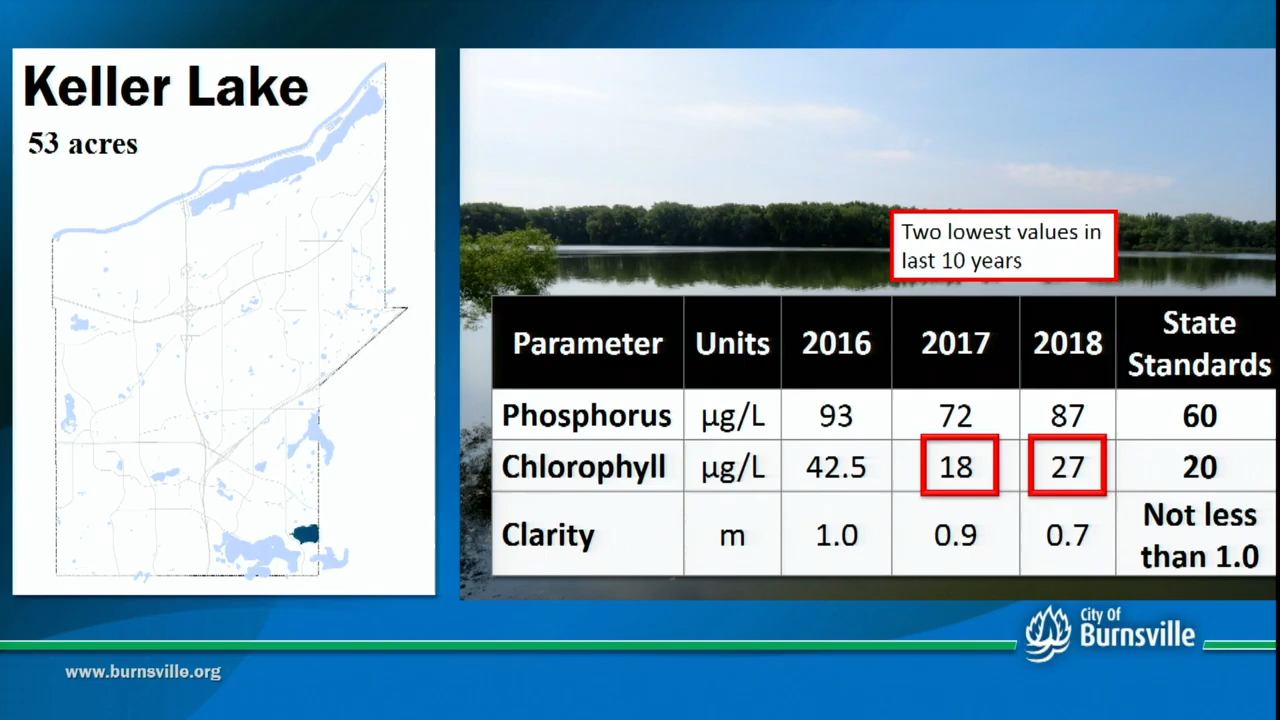 Keller Lake
53 acres
Two lowest values in
last 10 years
Parameter Units 2016 2017 2018 State Standards
Phosphorus µg/L 93 72 87 60
Chlorophyll µg/L 42.5 18 27 20
Clarity m 1.0 0.9 0.7 Not less than 1.0
City Of
Burnsville
www.burnsville.org